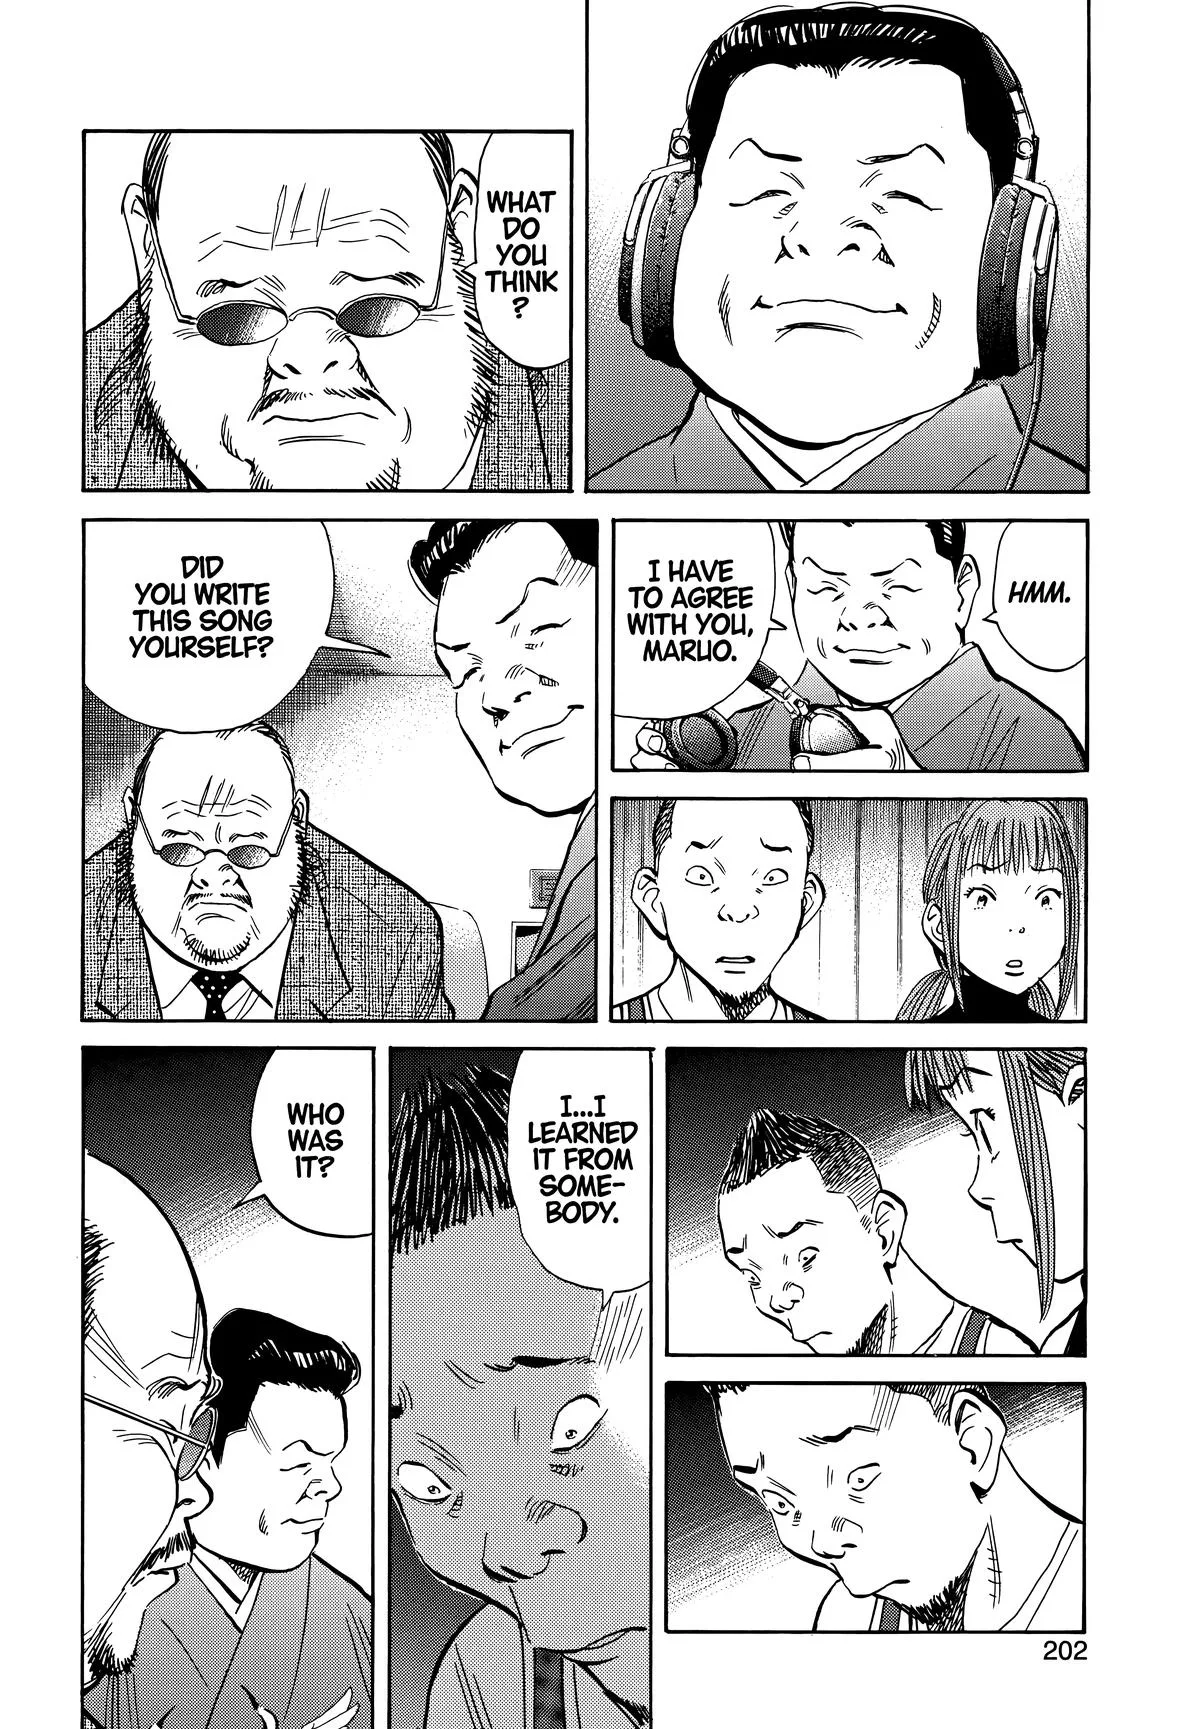 WHAT
DO
YOU
THINK
?
HMM.
I HAVE
TO AGREE
WITH YOU,
MARUO.
DID
YOU WRITE
THIS SONG
YOURSELF?
I...I
LEARNED
IT FROM
SOME-
BODY.
WHO
WAS
IT?
202